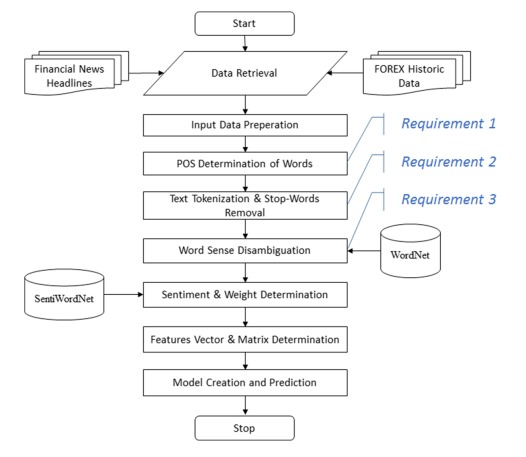 Start
Financial News
Headlines
Data Retrieval
FOREX Historic
Data
Input Data Preperation
Requirement 1
POS Determination of Words
Requirement 2
Text Tokenization & Stop-Words
Removal
Requirement 3
Word Sense Disambiguation
WordNet
SentiWordNet
Sentiment & Weight Determination
Features Vector & Matrix Determination
Model Creation and Prediction
Stop